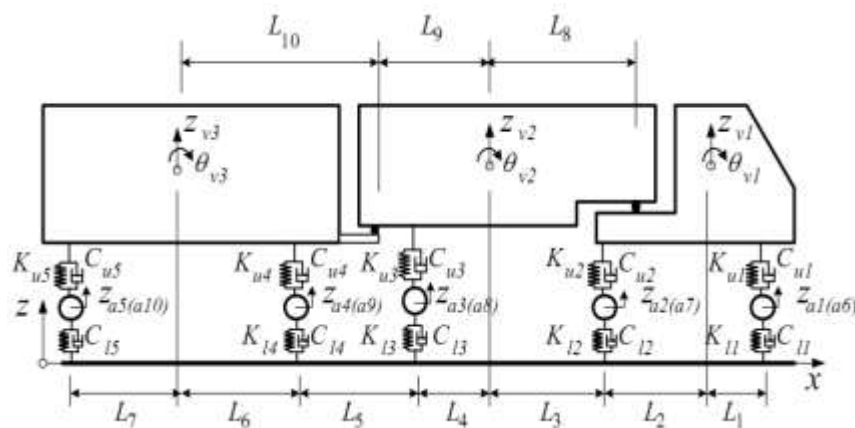 L10 L9 L8
zv3 zv2 zv1
θv3 θv2 θv1
Ku5 Cu5 Ku4 Cu4 Ku3 Cu3 Ku2 Cu2 Ku1 Cu1
z za5(a10) za4(a9) za3(a8) za2(a7) za1(a6)
Cl5 Kl4 Cl4 Kl3 Cl3 Kl2 Cl2 Kl1 Cl1
x
L7 L6 L5 L4 L3 L2 L1